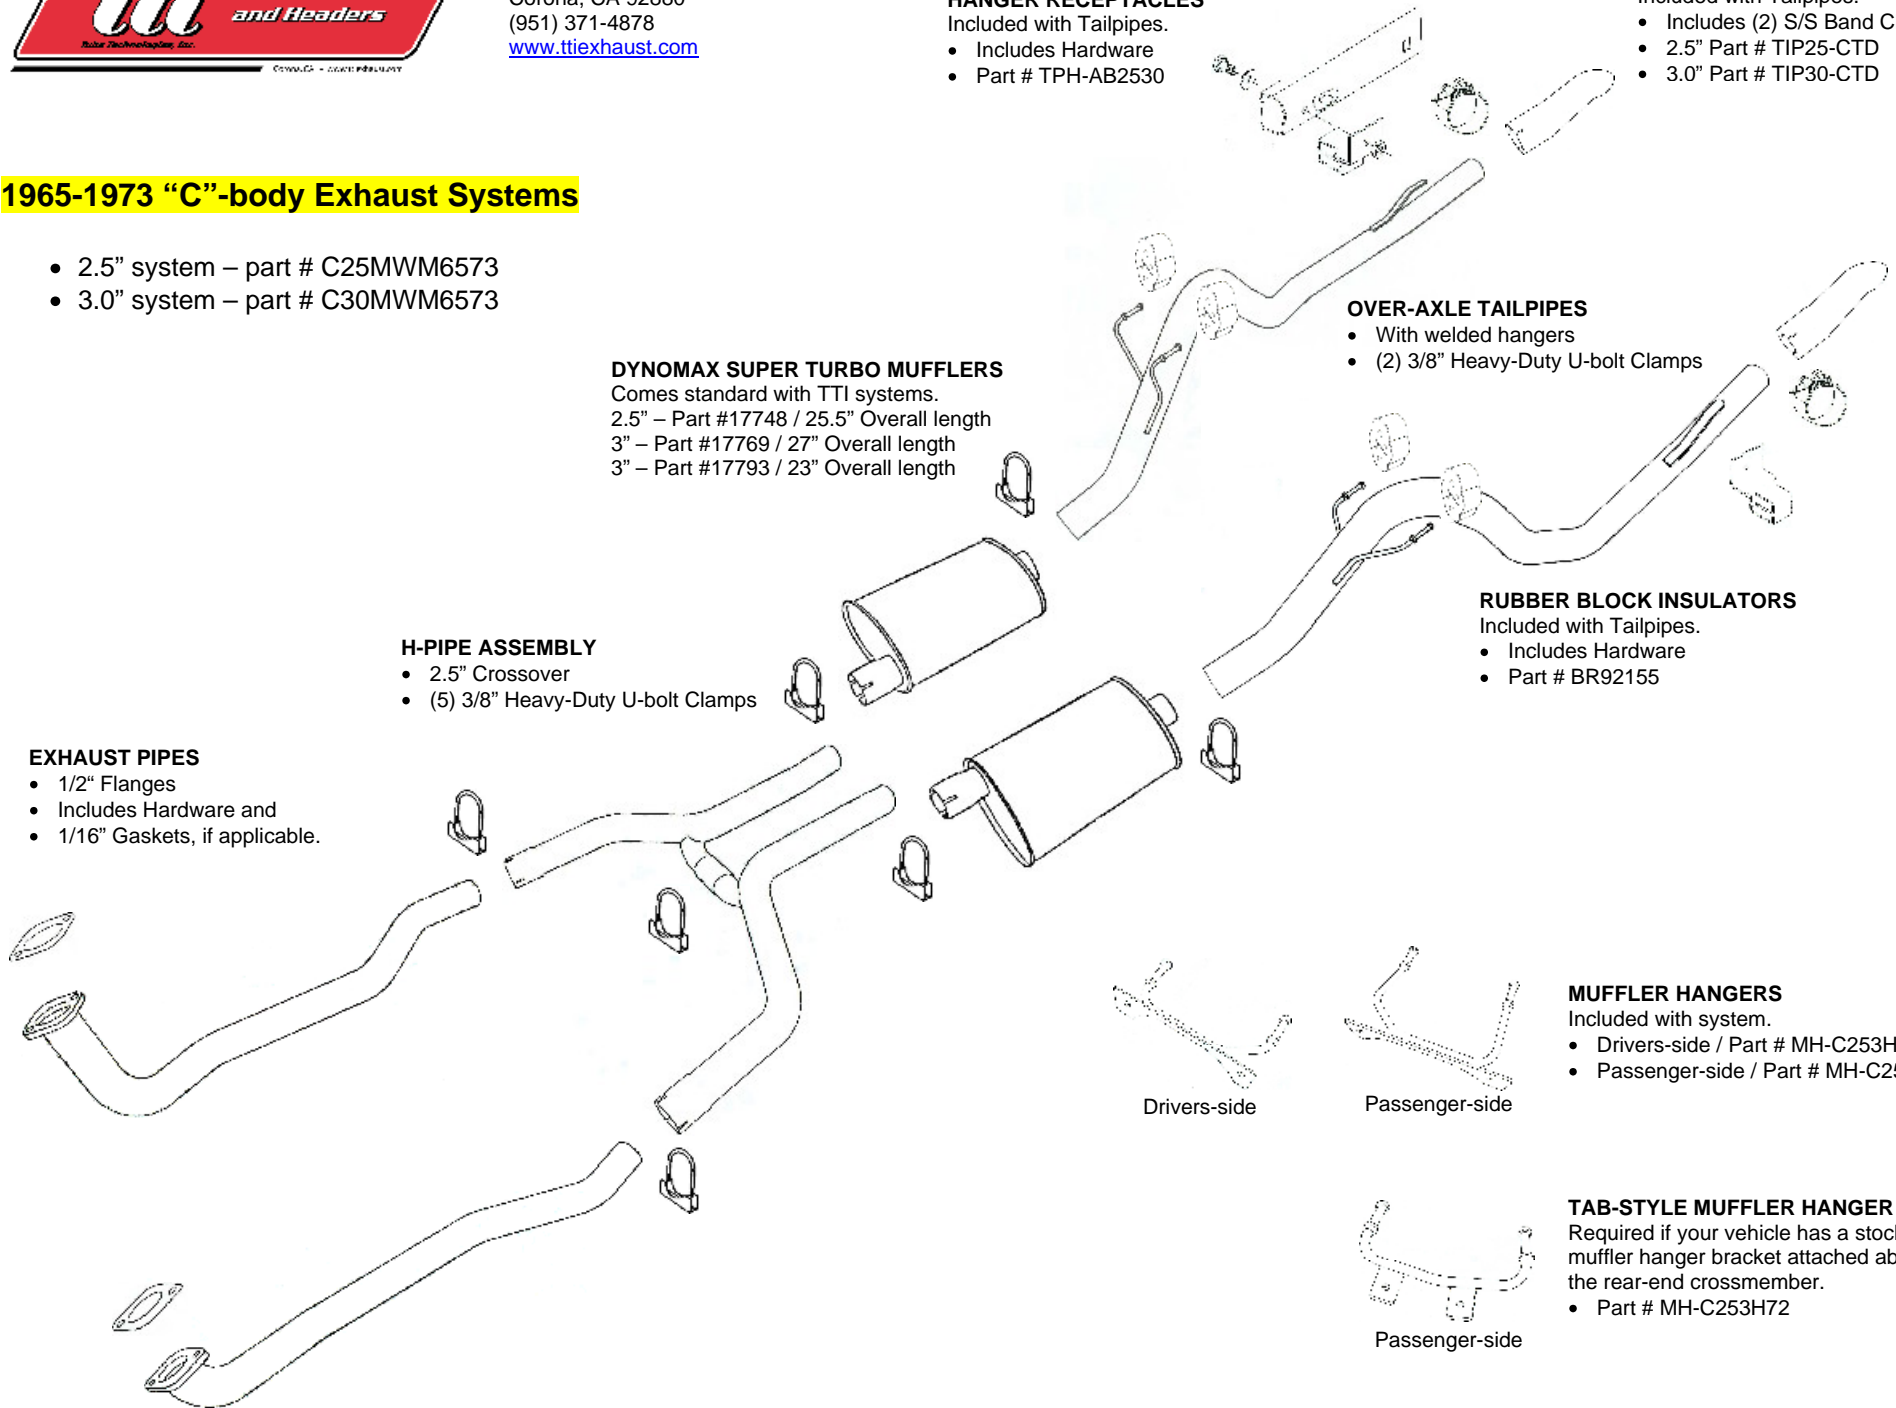 and Headers
Tube Technologies, Inc.
Corona, CA 92880
(951) 371-4878
www.ttiexhaust.com
HANGER RECEPTACLES
Included with Tailpipes.
• Includes Hardware
• Part # TPH-AB2530
Included with Tailpipes.
• Includes (2) S/S Band C
• 2.5” Part # TIP25-CTD
• 3.0” Part # TIP30-CTD
1965-1973 “C”-body Exhaust Systems
• 2.5” system – part # C25MWM6573
• 3.0” system – part # C30MWM6573
OVER-AXLE TAILPIPES
• With welded hangers
• (2) 3/8” Heavy-Duty U-bolt Clamps
DYNOMAX SUPER TURBO MUFFLERS
Comes standard with TTI systems.
2.5” – Part #17748 / 25.5” Overall length
3” – Part #17769 / 27” Overall length
3” – Part #17793 / 23” Overall length
RUBBER BLOCK INSULATORS
Included with Tailpipes.
• Includes Hardware
• Part # BR92155
H-PIPE ASSEMBLY
• 2.5” Crossover
• (5) 3/8” Heavy-Duty U-bolt Clamps
EXHAUST PIPES
• 1/2“ Flanges
• Includes Hardware and
• 1/16” Gaskets, if applicable.
MUFFLER HANGERS
Included with system.
• Drivers-side / Part # MH-C253H
• Passenger-side / Part # MH-C25
Drivers-side
Passenger-side
TAB-STYLE MUFFLER HANGER
Required if your vehicle has a stock
muffler hanger bracket attached ab
the rear-end crossmember.
• Part # MH-C253H72
Passenger-side